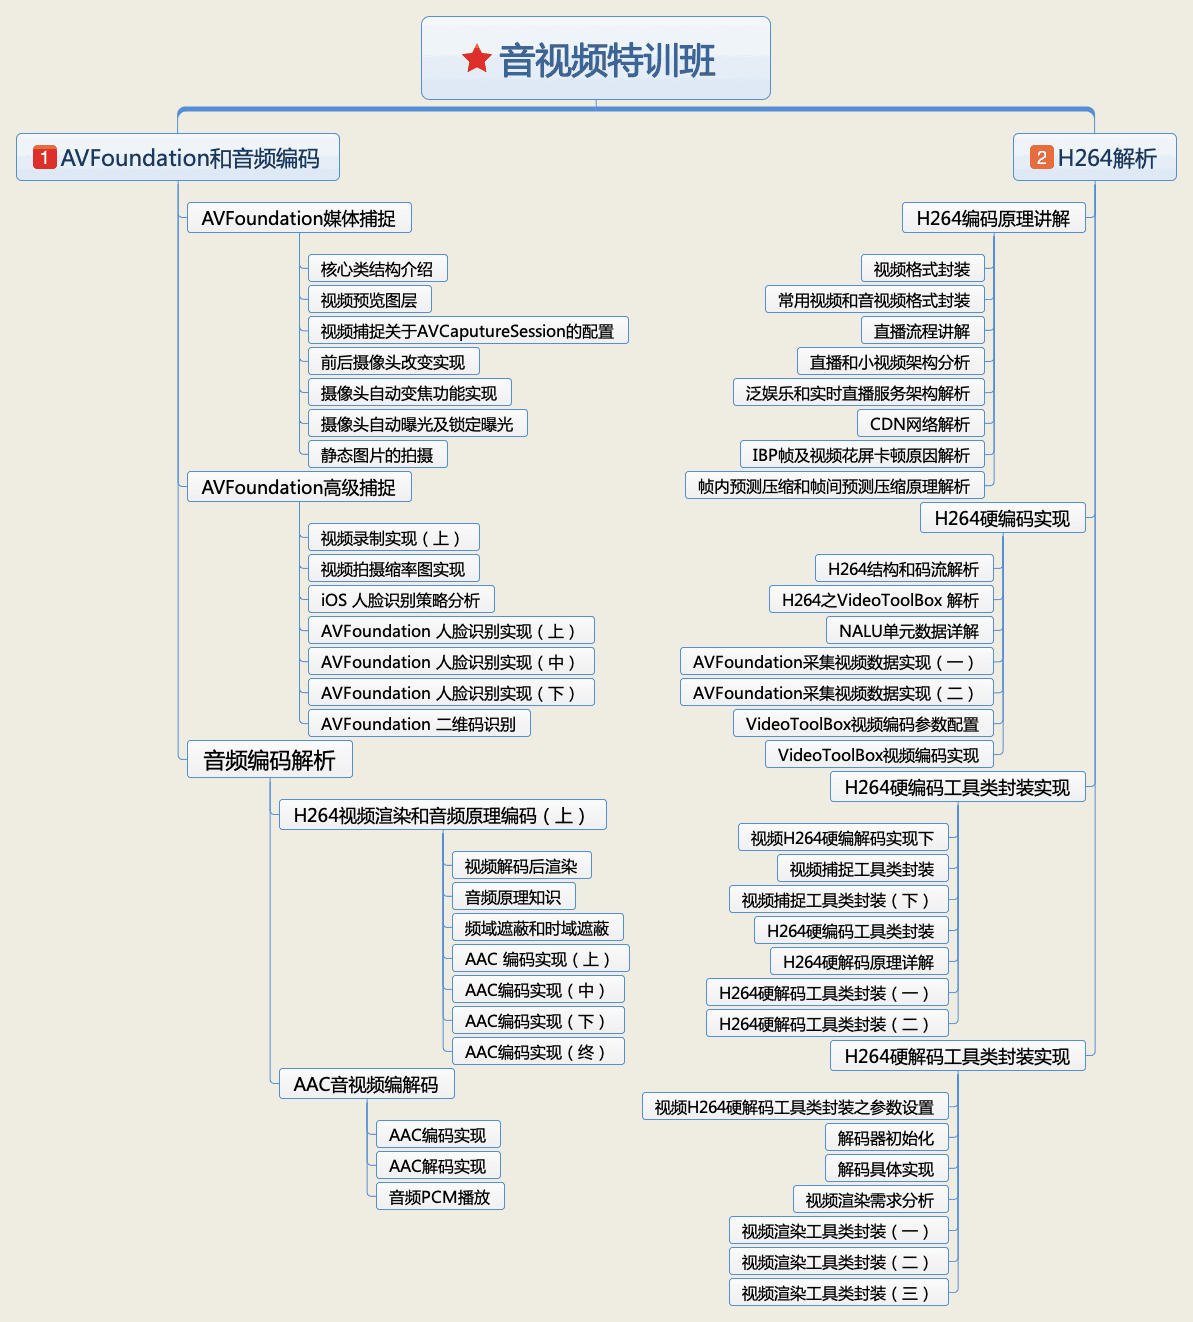 音视频特训班
1 AVFoundation和音频编码
AVFoundation媒体捕捉
核心类结构介绍
视频预览图层
视频捕捉关于AVCaputureSession的配置
前后摄像头改变实现
摄像头自动变焦功能实现
摄像头自动曝光及锁定曝光
静态图片的拍摄
AVFoundation高级捕捉
视频录制实现（上）
视频拍摄缩率图实现
iOS 人脸识别策略分析
AVFoundation 人脸识别实现（上）
AVFoundation 人脸识别实现（中）
AVFoundation 人脸识别实现（下）
AVFoundation 二维码识别
音频编码解析
H264视频渲染和音频原理编码（上）
视频解码后渲染
音频原理知识
频域遮蔽和时域遮蔽
AAC 编码实现（上）
AAC编码实现（中）
AAC编码实现（下）
AAC编码实现（终）
AAC音视频编解码
AAC编码实现
AAC解码实现
音频PCM播放
2 H264解析
H264编码原理讲解
视频格式封装
常用视频和音视频格式封装
直播流程讲解
直播和小视频架构分析
泛娱乐和实时直播服务架构解析
CDN网络解析
IBP帧及视频花屏卡顿原因解析
帧内预测压缩和帧间预测压缩原理解析
H264硬编码实现
H264结构和码流解析
H264之VideoToolBox 解析
NALU单元数据详解
AVFoundation采集视频数据实现（一）
AVFoundation采集视频数据实现（二）
VideoToolBox视频编码参数配置
VideoToolBox视频编码实现
H264硬编码工具类封装实现
视频H264硬编解码实现下
视频捕捉工具类封装
视频捕捉工具类封装（下）
H264硬编码工具类封装
H264硬解码原理详解
H264硬解码工具类封装（一）
H264硬解码工具类封装（二）
H264硬解码工具类封装实现
视频H264硬解码工具类封装之参数设置
解码器初始化
解码具体实现
视频渲染需求分析
视频渲染工具类封装（一）
视频渲染工具类封装（二）
视频渲染工具类封装（三）